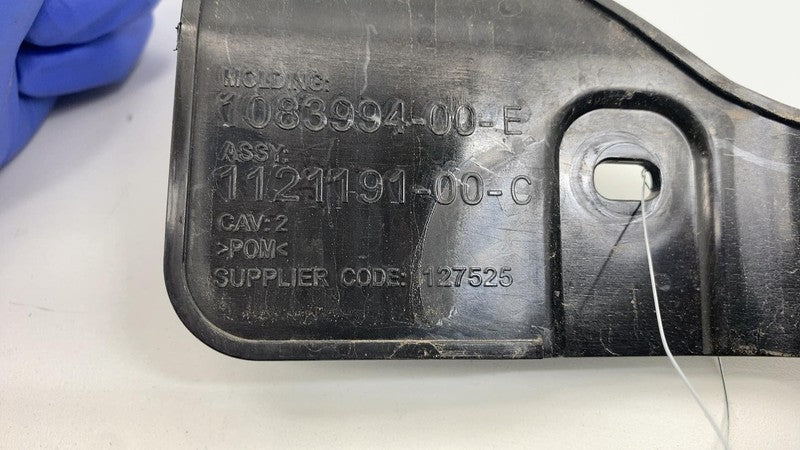 MOLDING:
1083994-00-E
ASSY:
1121191-00-C
CAV: 2
>POM<
SUPPLIER CODE: 127525